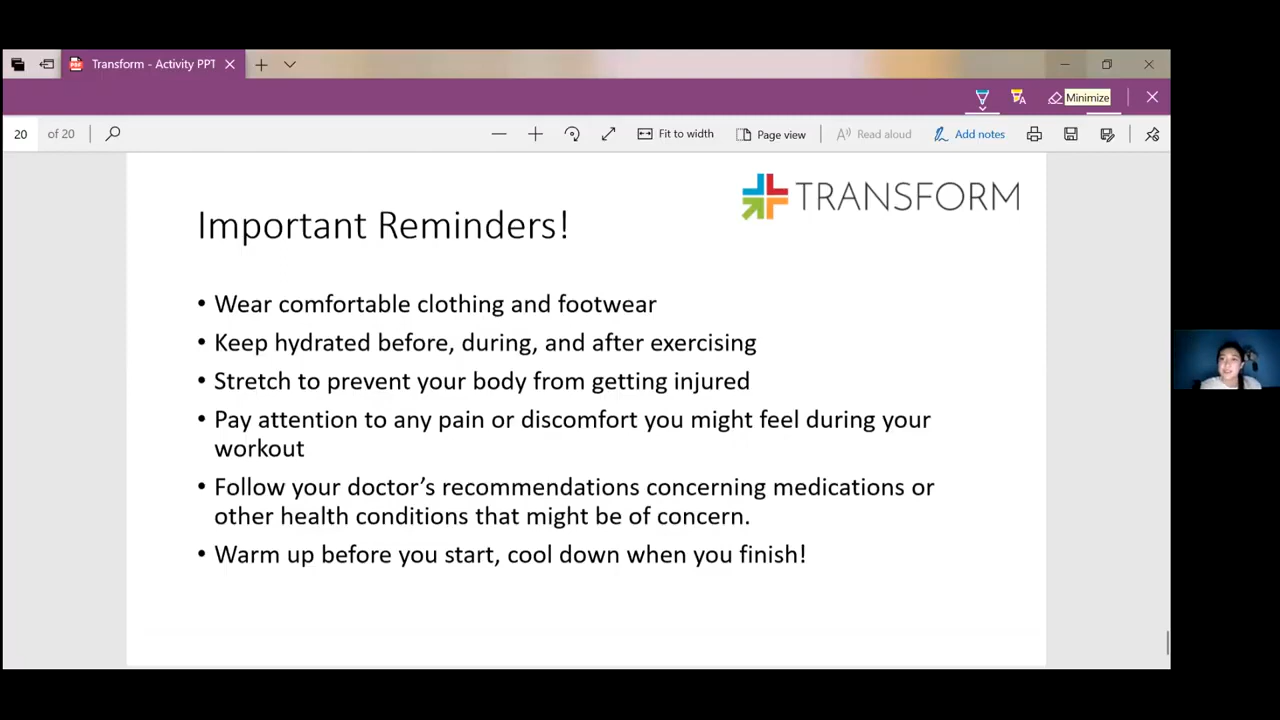 Transform - Activity PPT
Minimize
20 of 20
Fit to width
Page view
Read aloud
Add notes
TRANSFORM
Important Reminders!
• Wear comfortable clothing and footwear
• Keep hydrated before, during, and after exercising
• Stretch to prevent your body from getting injured
• Pay attention to any pain or discomfort you might feel during your
workout
• Follow your doctor’s recommendations concerning medications or
other health conditions that might be of concern.
• Warm up before you start, cool down when you finish!